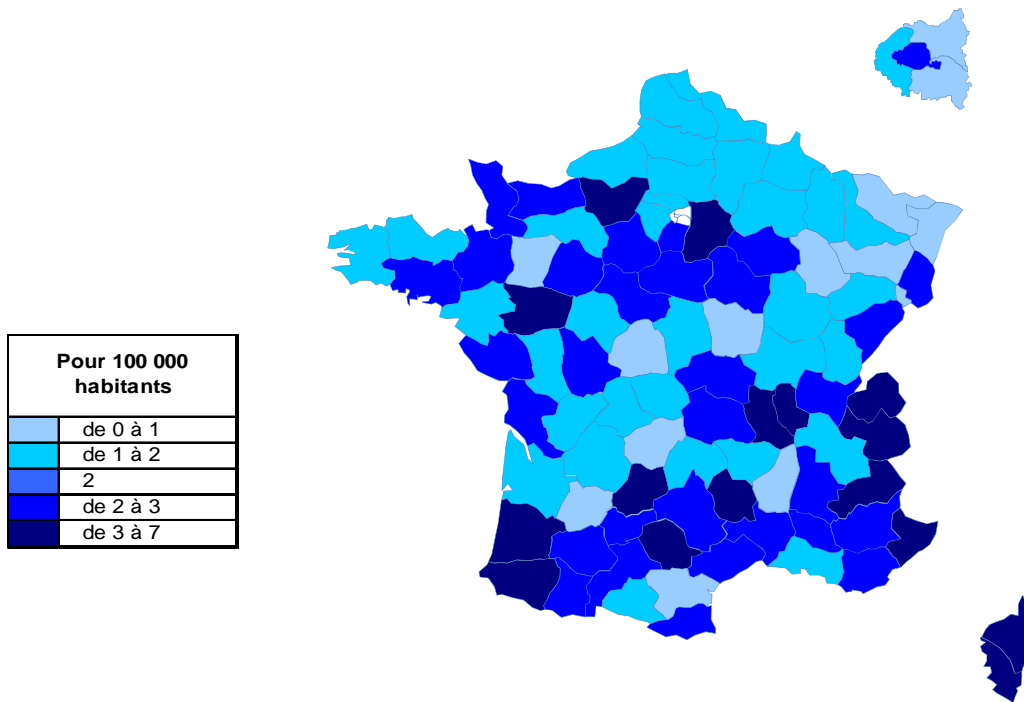 Pour 100 000
habitants
de 0 à 1
de 1 à 2
2
de 2 à 3
de 3 à 7